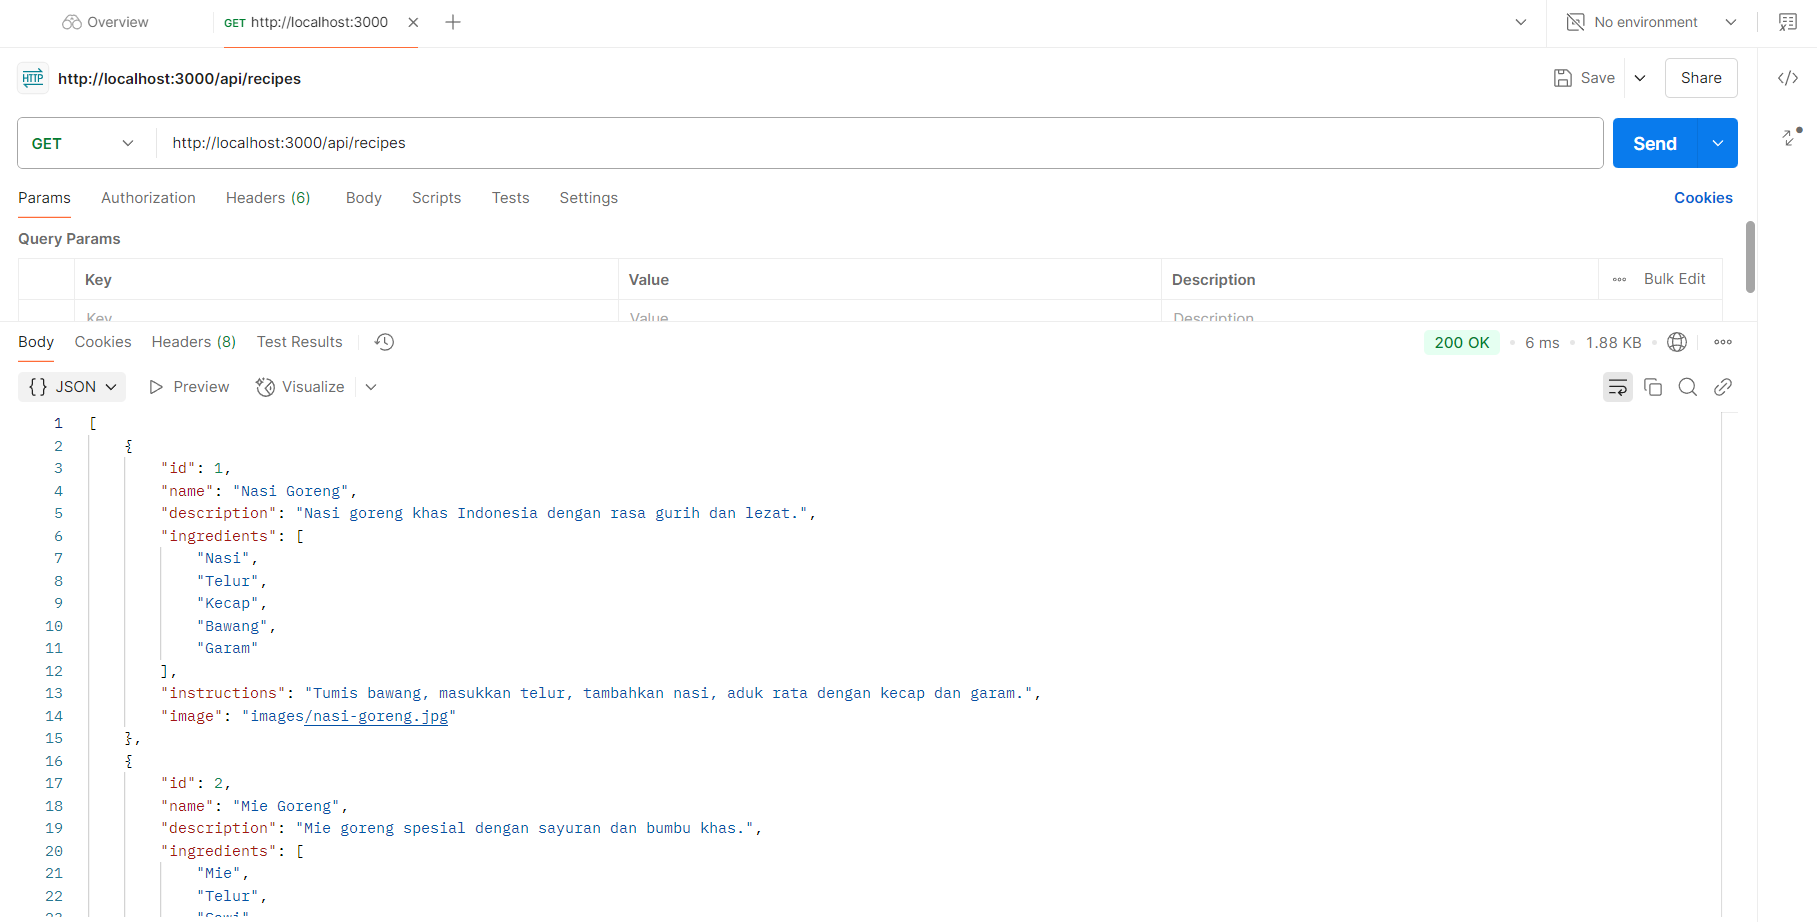 Overview
GET http://localhost:3000
No environment
HTTP http://localhost:3000/api/recipes
Save
Share
GET http://localhost:3000/api/recipes
Send
Params Authorization Headers (6) Body Scripts Tests Settings Cookies
Query Params
Key Value Description Bulk Edit
Key Value Description
Body Cookies Headers (8) Test Results 200 OK 6 ms 1.88 KB
{} JSON Preview Visualize
1 [
2 {
3 "id": 1,
4 "name": "Nasi Goreng",
5 "description": "Nasi goreng khas Indonesia dengan rasa gurih dan lezat.",
6 "ingredients": [
7 "Nasi",
8 "Telur",
9 "Kecap",
10 "Bawang",
11 "Garam"
12 ],
13 "instructions": "Tumis bawang, masukkan telur, tambahkan nasi, aduk rata dengan kecap dan garam.",
14 "image": "images/nasi-goreng.jpg"
15 },
16 {
17 "id": 2,
18 "name": "Mie Goreng",
19 "description": "Mie goreng spesial dengan sayuran dan bumbu khas.",
20 "ingredients": [
21 "Mie",
22 "Telur",
23 "Sawi"